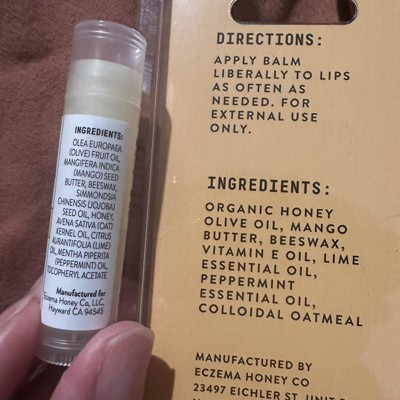 INGREDIENTS:
OLEA EUROPAEA
(OLIVE) FRUIT OIL,
MANGIFERA INDICA
(MANGO) SEED
BUTTER, BEESWAX,
SIMMONDSIA
CHINENSIS (JOJOBA)
SEED OIL, HONEY,
AVENA SATIVA (OAT)
KERNEL OIL, CITRUS
AURANTIFOLIA (LIME)
OIL, MENTHA PIPERITA
(PEPPERMINT) OIL,
TOCOPHERYL ACETATE
Manufactured for
Eczema Honey Co, LLC,
Hayward CA 94545
DIRECTIONS:
APPLY BALM
LIBERALLY TO LIPS
AS OFTEN AS
NEEDED. FOR
EXTERNAL USE
ONLY.
INGREDIENTS:
ORGANIC HONEY
OLIVE OIL, MANGO
BUTTER, BEESWAX,
VITAMIN E OIL, LIME
ESSENTIAL OIL,
PEPPERMINT
ESSENTIAL OIL,
COLLOIDAL OATMEAL
MANUFACTURED BY
ECZEMA HONEY CO
23497 EICHLER ST. UNIT